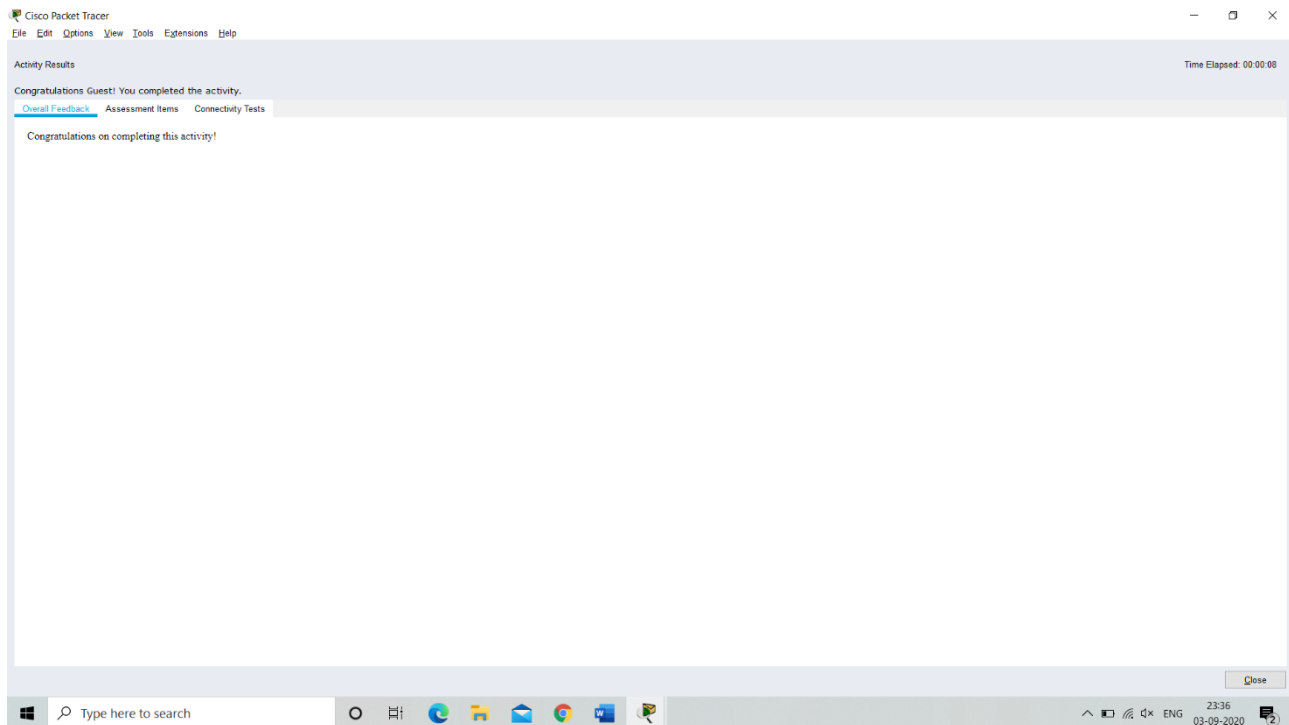 Cisco Packet Tracer
File Edit Options View Tools Extensions Help
Activity Results Time Elapsed: 00:00:08
Congratulations Guest! You completed the activity.
Overall Feedback Assessment Items Connectivity Tests
Congratulations on completing this activity!
Close
Type here to search ENG 23:36
03-09-2020 2